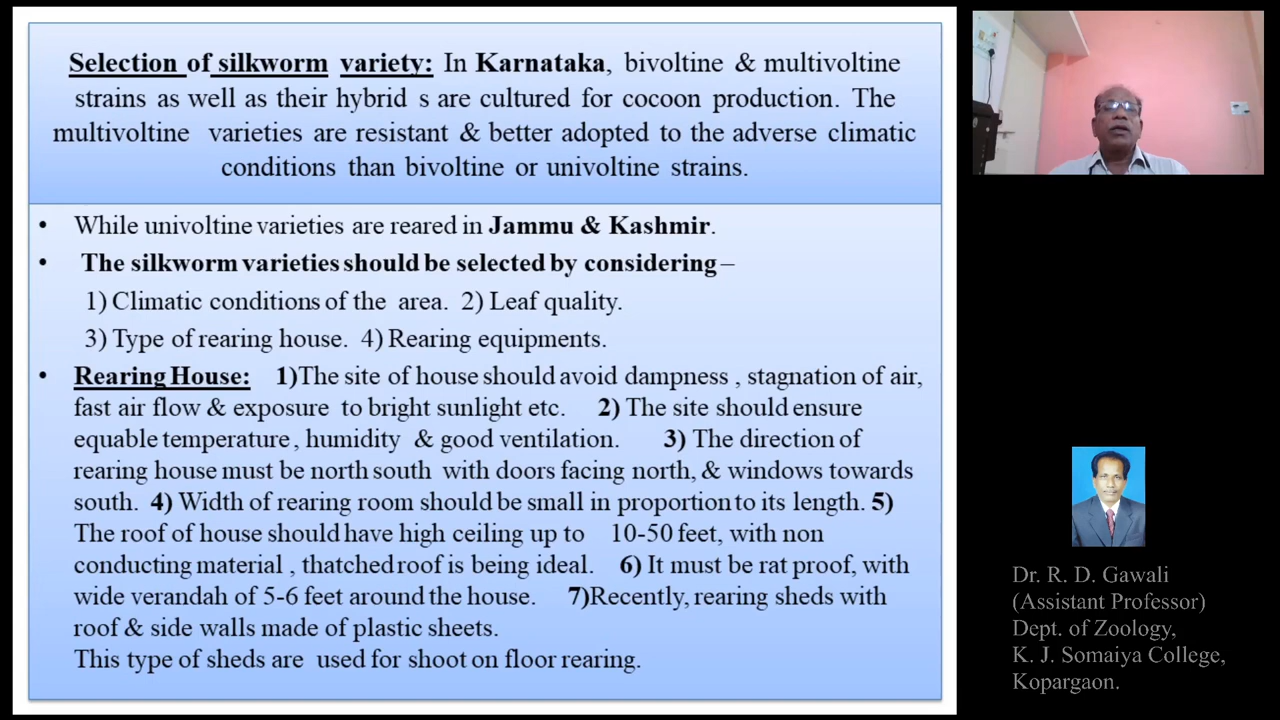 Selection of silkworm variety: In Karnataka, bivoltine & multivoltine
strains as well as their hybrid s are cultured for cocoon production. The
multivoltine varieties are resistant & better adopted to the adverse climatic
conditions than bivoltine or univoltine strains.
• While univoltine varieties are reared in Jammu & Kashmir.
• The silkworm varieties should be selected by considering –
1) Climatic conditions of the area. 2) Leaf quality.
3) Type of rearing house. 4) Rearing equipments.
• Rearing House: 1)The site of house should avoid dampness , stagnation of air,
fast air flow & exposure to bright sunlight etc. 2) The site should ensure
equable temperature , humidity & good ventilation. 3) The direction of
rearing house must be north south with doors facing north, & windows towards
south. 4) Width of rearing room should be small in proportion to its length. 5)
The roof of house should have high ceiling up to 10-50 feet, with non
conducting material , thatched roof is being ideal. 6) It must be rat proof, with
wide verandah of 5-6 feet around the house. 7)Recently, rearing sheds with
roof & side walls made of plastic sheets.
This type of sheds are used for shoot on floor rearing.
Dr. R. D. Gawali
(Assistant Professor)
Dept. of Zoology,
K. J. Somaiya College,
Kopargaon.